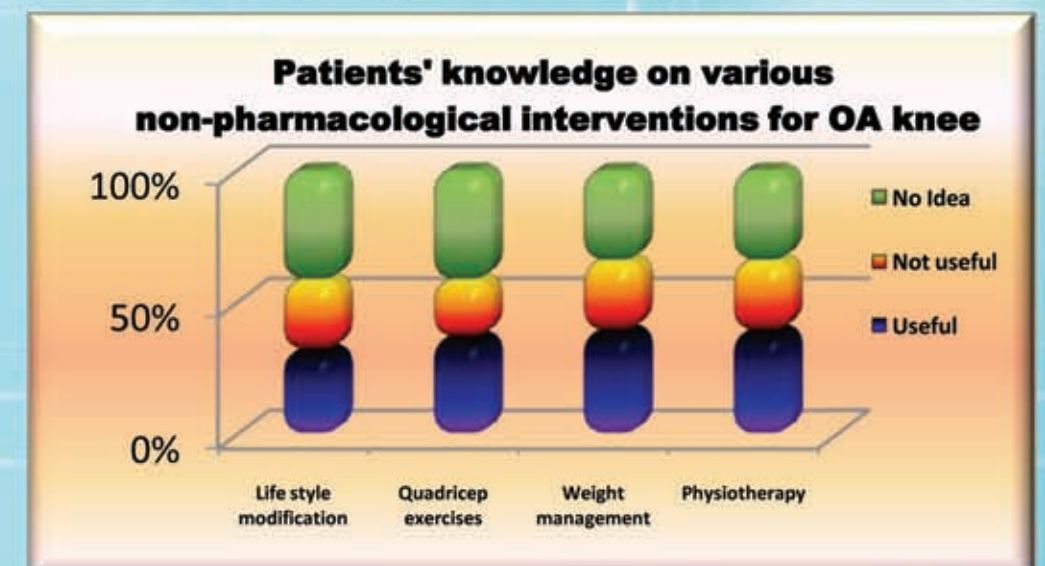 Patients' knowledge on various
non-pharmacological interventions for OA knee
100%
50%
0%
No Idea
Not useful
Useful
Life style
modification
Quadricep
exercises
Weight
management
Physiotherapy